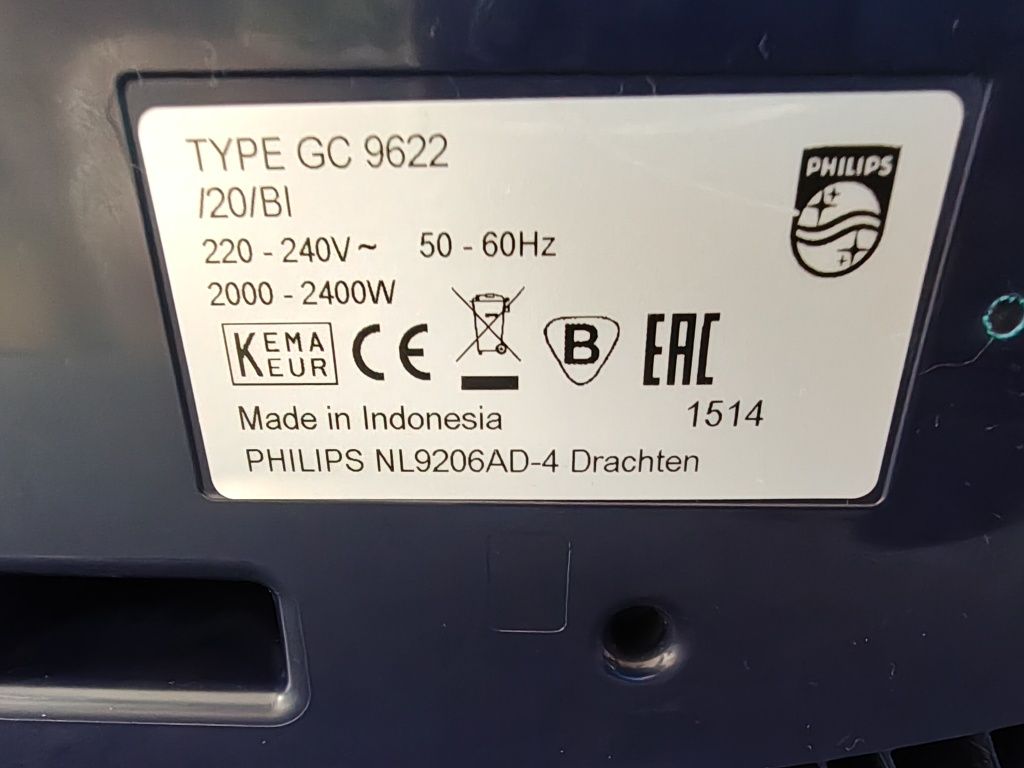 TYPE GC 9622
/20/BI
PHILIPS
220 - 240V~ 50 - 60Hz
2000 - 2400W
KEMA
EUR
CE
B
EAC
Made in Indonesia 1514
PHILIPS NL9206AD-4 Drachten